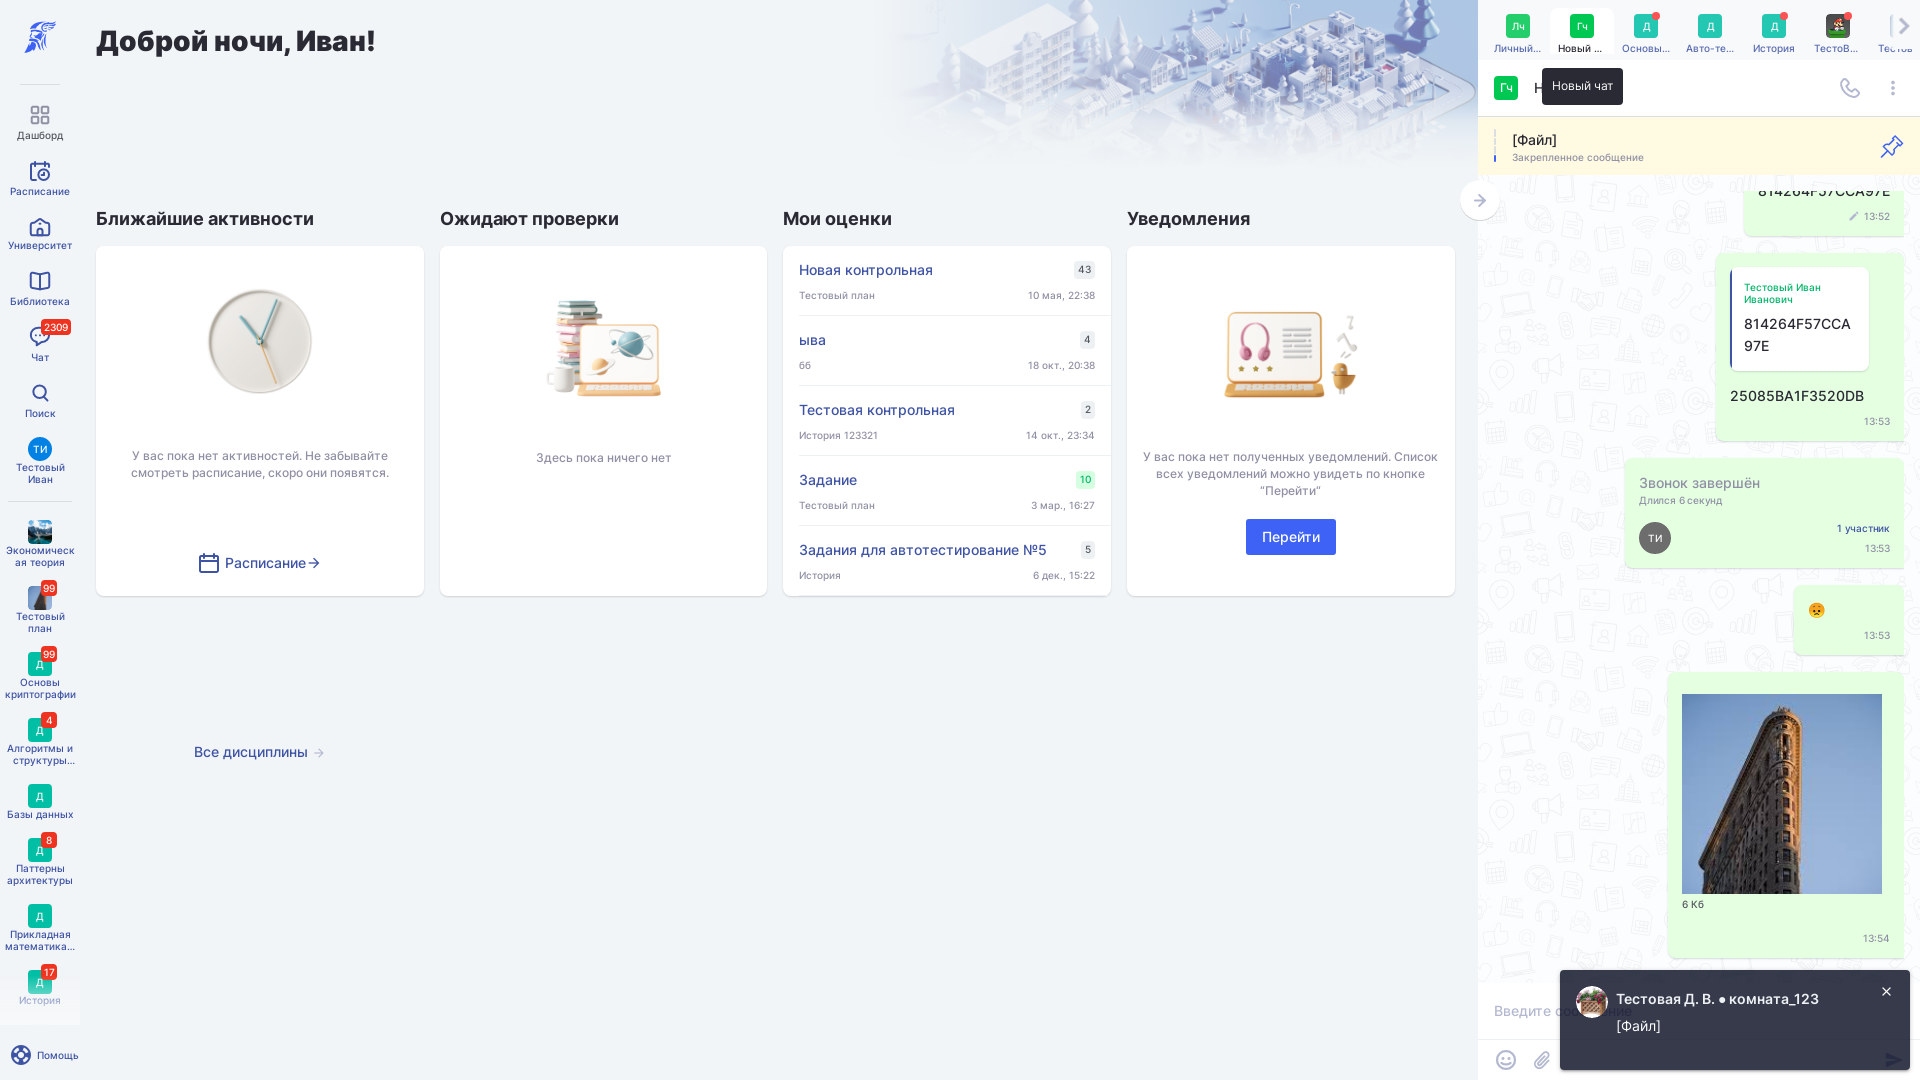 Доброй ночи, Иван!
Дашборд
Расписание
Университет
Библиотека
2309
Чат
Поиск
ТИ
Тестовый
Иван
Экономическ
ая теория
99
Тестовый
план
99
Д
Основы
криптографии
4
Д
Алгоритмы и
структуры...
Д
Базы данных
8
Д
Паттерны
архитектуры
Д
Прикладная
математика...
17
Д
История
Помощь
Ближайшие активности
У вас пока нет активностей. Не забывайте
смотреть расписание, скоро они появятся.
Расписание
Ожидают проверки
Здесь пока ничего нет
Мои оценки
Новая контрольная
43
Тестовый план
10 мая, 22:38
ыва
4
бб
18 окт., 20:38
Тестовая контрольная
2
История 123321
14 окт., 23:34
Задание
10
Тестовый план
3 мар., 16:27
Задания для автотестирование №5
5
История
6 дек., 15:22
Уведомления
У вас пока нет полученных уведомлений. Список
всех уведомлений можно увидеть по кнопке
“Перейти”
Перейти
Все дисциплины
Лч
Личный...
Гч
Новый ...
Д
Основы...
Д
Авто-те...
Д
История
ТестоВ...
Гч
Новый чат
[Файл]
Закрепленное сообщение
814264F57CCA97E
13:52
Тестовый Иван
Иванович
814264F57CCA
97E
25085BA1F3520DB
13:53
Звонок завершён
Длился 6 секунд
ТИ
1 участник
13:53
13:53
6 Кб
13:54
Введите сообщение
Тестовая Д. В. ● комната_123
[Файл]